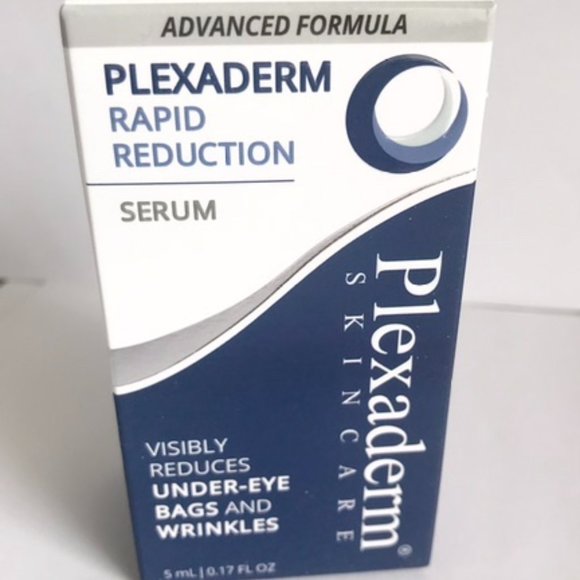 ADVANCED FORMULA
PLEXADERM
RAPID
REDUCTION
SERUM
Plexaderm®
SKINCARE
VISIBLY
REDUCES
UNDER-EYE
BAGS AND
WRINKLES
5 mL | 0.17 FL OZ